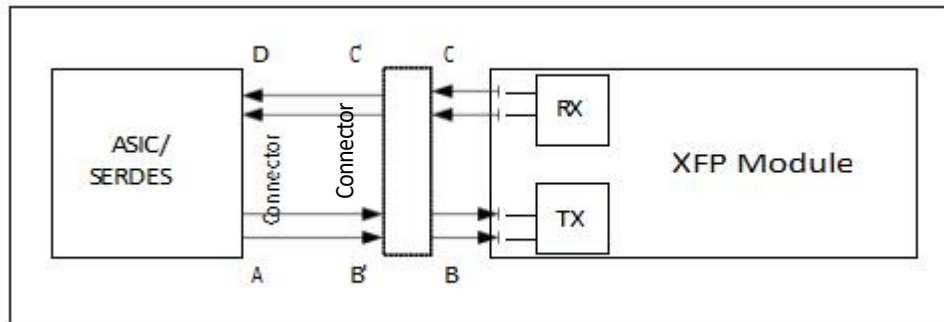 D C' C
ASIC/
SERDES
Connector
Connector
RX
XFP Module
TX
A B' B